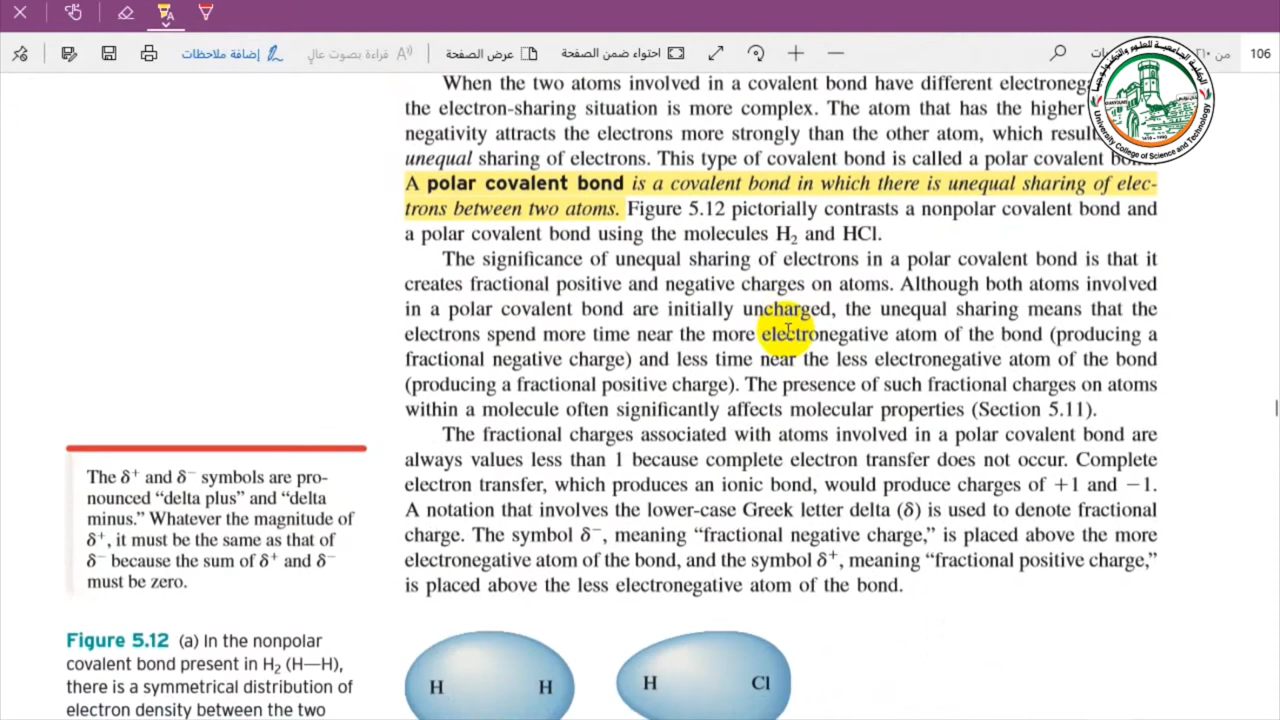 إضافة ملاحظات
قراءة بصوت عالٍ
عرض الصفحة
احتواء ضمن الصفحة
من
106
University College of Science and Technology
When the two atoms involved in a covalent bond have different
the electron-sharing situation is more complex. The atom that has the higher
negativity attracts the electrons more strongly than the other atom, which
unequal sharing of electrons. This type of covalent bond is called a polar covalent
A polar covalent bond is a covalent bond in which there is unequal sharing of elec-
trons between two atoms. Figure 5.12 pictorially contrasts a nonpolar covalent bond and
a polar covalent bond using the molecules H₂ and HCl.
The significance of unequal sharing of electrons in a polar covalent bond is that it
creates fractional positive and negative charges on atoms. Although both atoms involved
in a polar covalent bond are initially uncharged, the unequal sharing means that the
electrons spend more time near the more electronegative atom of the bond (producing a
fractional negative charge) and less time near the less electronegative atom of the bond
(producing a fractional positive charge). The presence of such fractional charges on atoms
within a molecule often significantly affects molecular properties (Section 5.11).
The fractional charges associated with atoms involved in a polar covalent bond are
always values less than 1 because complete electron transfer does not occur. Complete
electron transfer, which produces an ionic bond, would produce charges of +1 and −1.
A notation that involves the lower-case Greek letter delta (δ) is used to denote fractional
charge. The symbol δ⁻, meaning “fractional negative charge,” is placed above the more
electronegative atom of the bond, and the symbol δ⁺, meaning “fractional positive charge,”
is placed above the less electronegative atom of the bond.
The δ⁺ and δ⁻ symbols are pro-
nounced “delta plus” and “delta
minus.” Whatever the magnitude of
δ⁺, it must be the same as that of
δ⁻ because the sum of δ⁺ and δ⁻
must be zero.
Figure 5.12 (a) In the nonpolar
covalent bond present in H₂ (H—H),
there is a symmetrical distribution of
electron density between the two
H H
H Cl